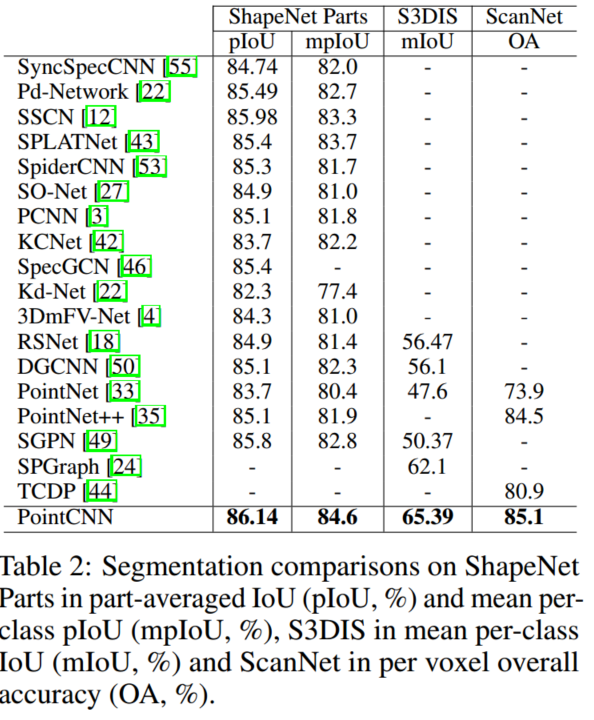 ShapeNet Parts S3DIS ScanNet
pIoU mpIoU mIoU OA
SyncSpecCNN [55] 84.74 82.0 - -
Pd-Network [22] 85.49 82.7 - -
SSCN [12] 85.98 83.3 - -
SPLATNet [43] 85.4 83.7 - -
SpiderCNN [53] 85.3 81.7 - -
SO-Net [27] 84.9 81.0 - -
PCNN [3] 85.1 81.8 - -
KCNet [42] 83.7 82.2 - -
SpecGCN [46] 85.4 - - -
Kd-Net [22] 82.3 77.4 - -
3DmFV-Net [4] 84.3 81.0 - -
RSNet [18] 84.9 81.4 56.47 -
DGCNN [50] 85.1 82.3 56.1 -
PointNet [33] 83.7 80.4 47.6 73.9
PointNet++ [35] 85.1 81.9 - 84.5
SGPN [49] 85.8 82.8 50.37 -
SPGraph [24] - - 62.1 -
TCDP [44] - - - 80.9
PointCNN 86.14 84.6 65.39 85.1
Table 2: Segmentation comparisons on ShapeNet
Parts in part-averaged IoU (pIoU, %) and mean per-
class pIoU (mpIoU, %), S3DIS in mean per-class
IoU (mIoU, %) and ScanNet in per voxel overall
accuracy (OA, %).